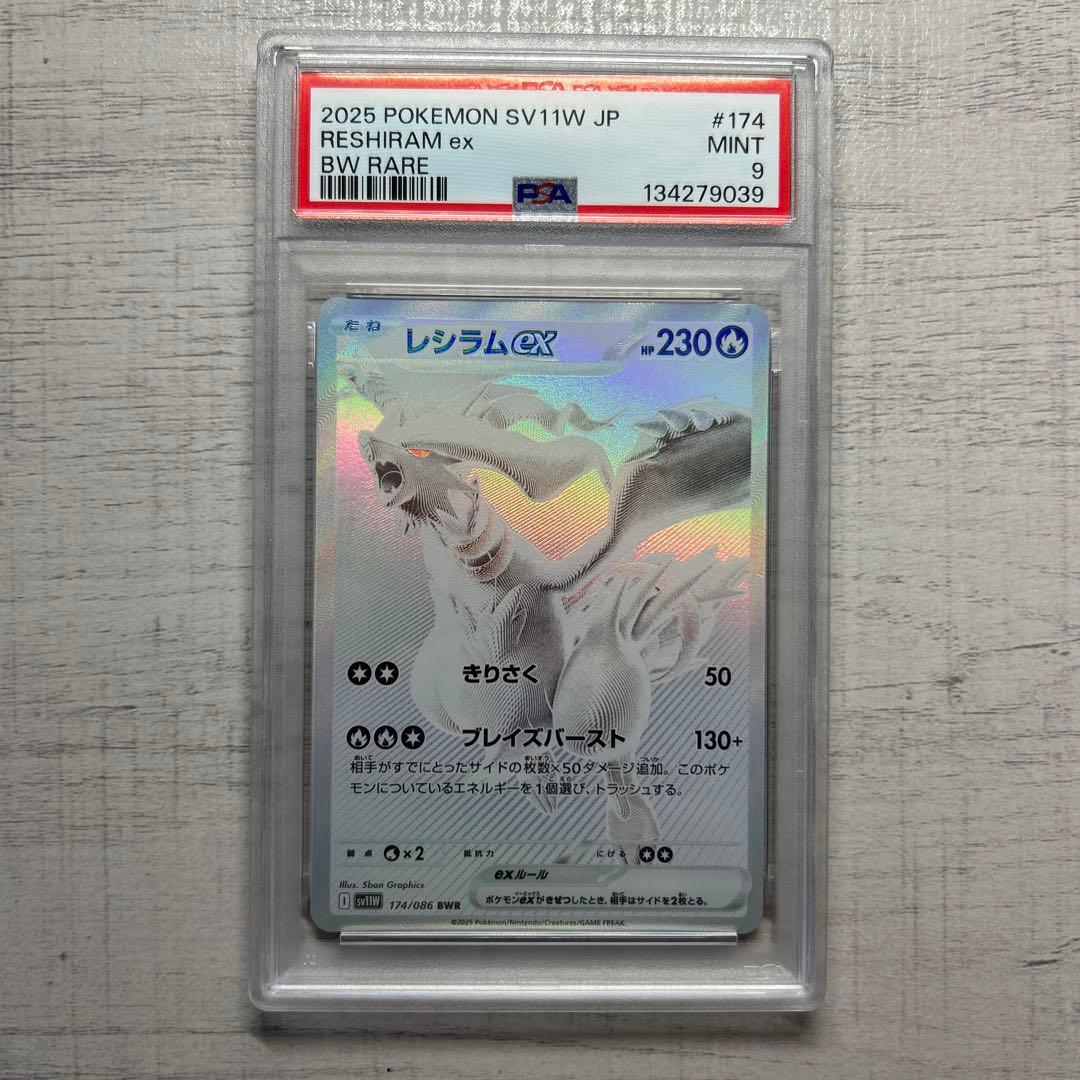 2025 POKEMON SV11W JP #174
RESHIRAM ex MINT
BW RARE 9
PSA 134279039
たね レシラムex HP 230
きりさく 50
ブレイズバースト 130+
相手がすでにとったサイドの枚数×50ダメージ追加。このポケ
モンについているエネルギーを1個選び、トラッシュする。
弱点 ×2 抵抗力 にげる
exルール
Illus. 5ban Graphics
ポケモンexがきぜつしたとき、相手はサイドを2枚とる。
I sv11W 174/086 BWR
©2025 Pokémon/Nintendo/Creatures/GAME FREAK.